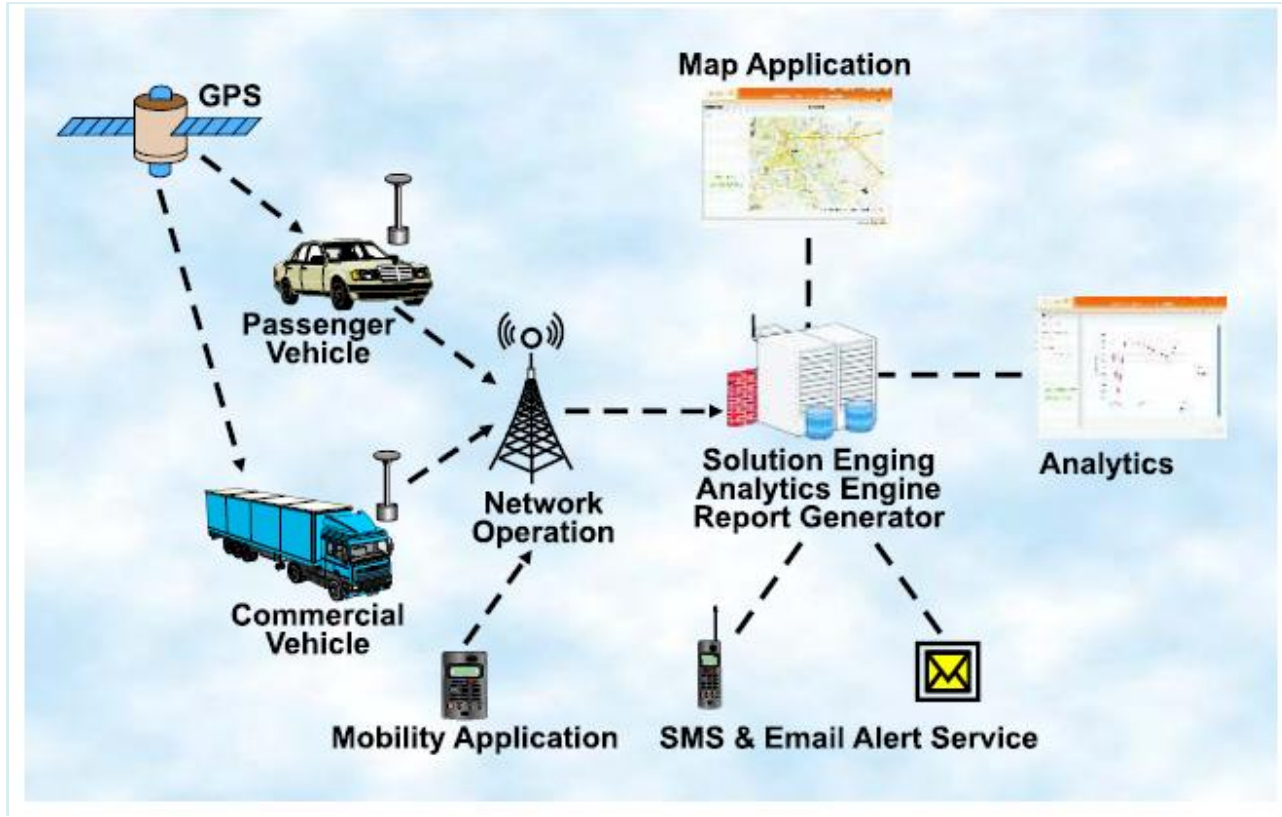 GPS
Map Application
Passenger
Vehicle
Network
Operation
Solution Enging
Analytics Engine
Report Generator
Analytics
Commercial
Vehicle
Mobility Application
SMS & Email Alert Service